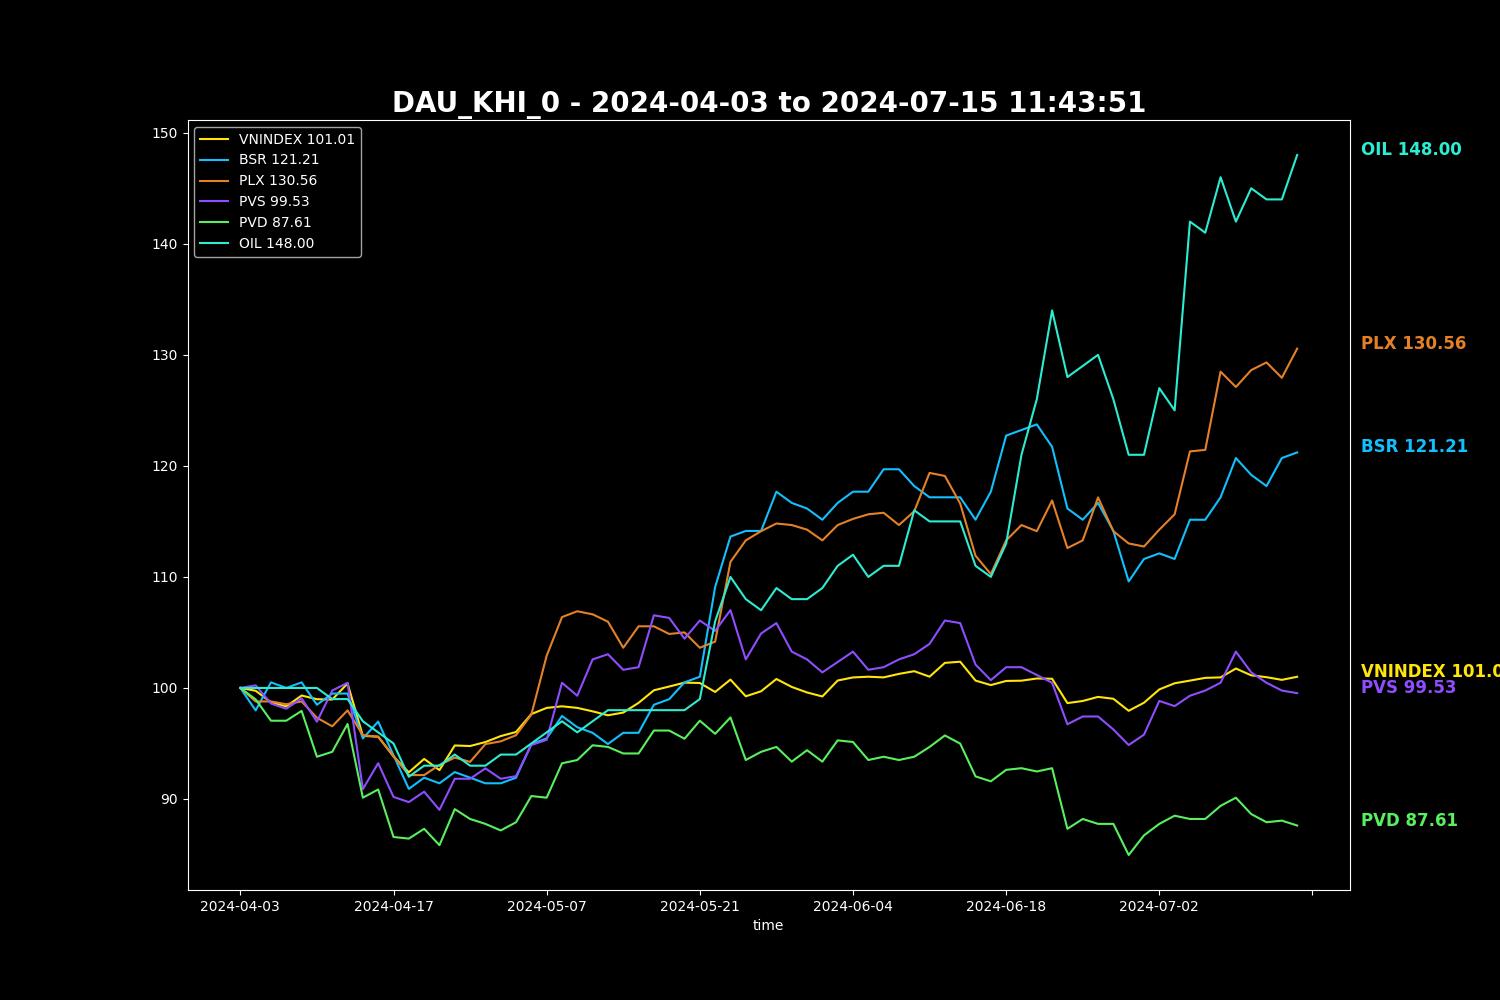 DAU_KHI_0 - 2024-04-03 to 2024-07-15 11:43:51
VNINDEX 101.01
BSR 121.21
PLX 130.56
PVS 99.53
PVD 87.61
OIL 148.00
150
140
130
120
110
100
90
OIL 148.00
PLX 130.56
BSR 121.21
VNINDEX 101.0
PVS 99.53
PVD 87.61
2024-04-03 2024-04-17 2024-05-07 2024-05-21 2024-06-04 2024-06-18 2024-07-02
time